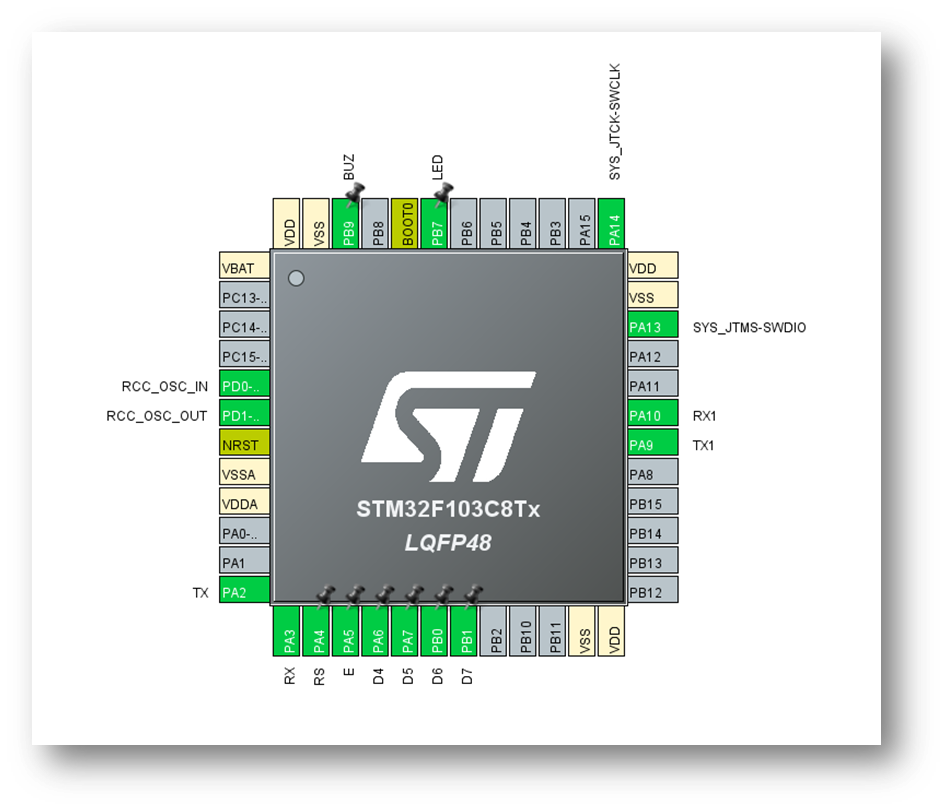 SYS_JTCK-SWCLK
BUZ
LED
VDD
VSS
PB9
PB8
BOOT0
PB7
PB6
PB5
PB4
PB3
PA15
PA14
VBAT
VDD
PC13-..
VSS
PC14-..
PA13
SYS_JTMS-SWDIO
PC15-..
PA12
RCC_OSC_IN
PD0-..
PA11
RCC_OSC_OUT
PD1-..
PA10
RX1
NRST
PA9
TX1
VSSA
PA8
VDDA
PB15
PA0-..
PB14
PA1
PB13
TX
PA2
PB12
ST
STM32F103C8Tx
LQFP48
PA3
PA4
PA5
PA6
PA7
PB0
PB1
PB2
PB10
PB11
VSS
VDD
RX
RS
E
D4
D5
D6
D7